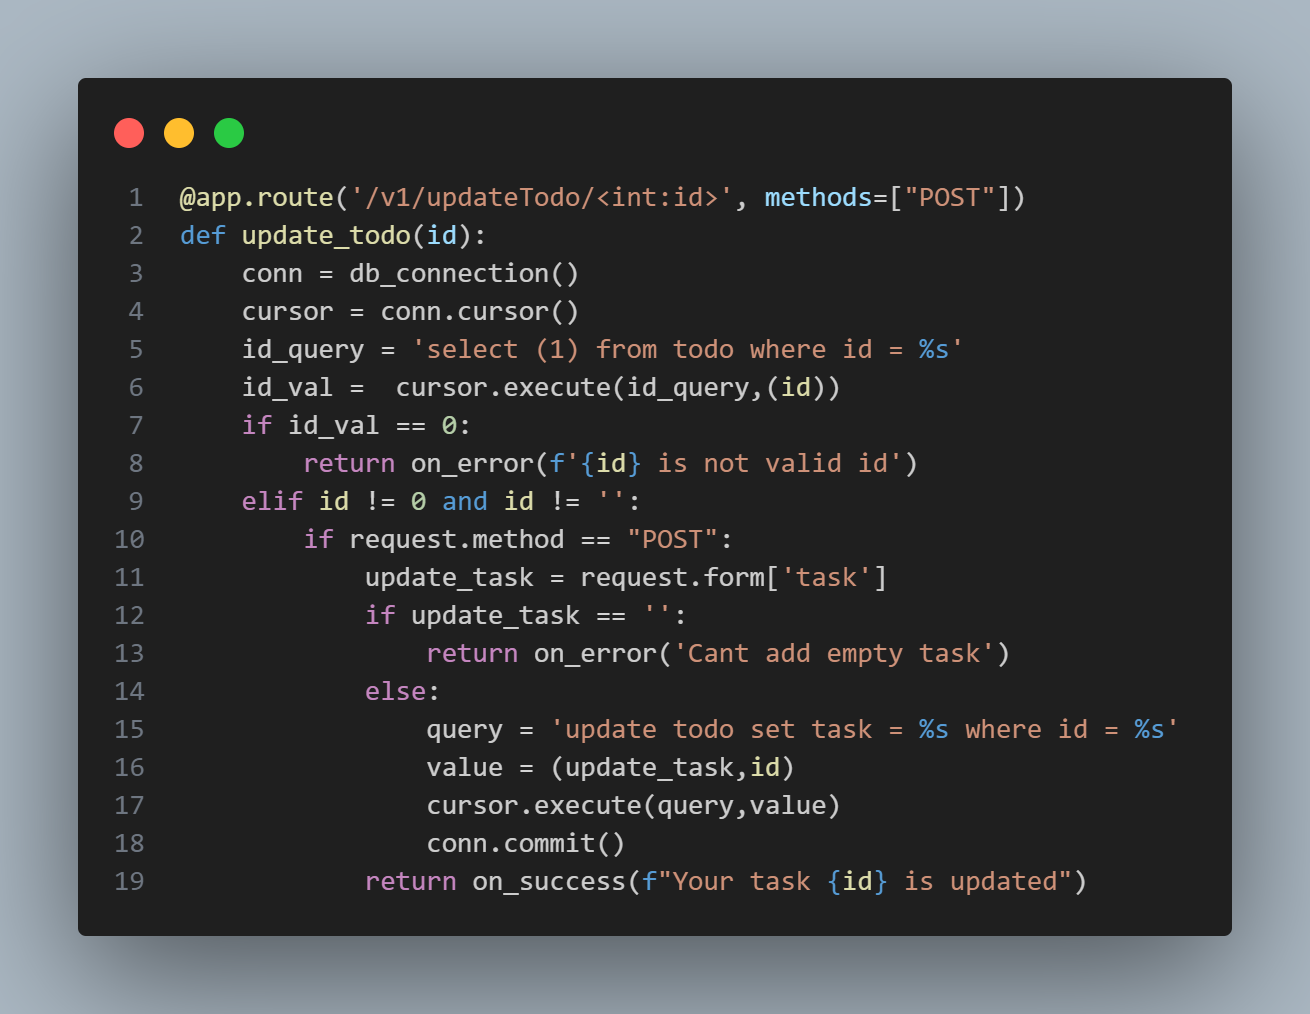 1 @app.route('/v1/updateTodo/<int:id>', methods=["POST"])
2 def update_todo(id):
3     conn = db_connection()
4     cursor = conn.cursor()
5     id_query = 'select (1) from todo where id = %s'
6     id_val =  cursor.execute(id_query,(id))
7     if id_val == 0:
8         return on_error(f'{id} is not valid id')
9     elif id != 0 and id != '':
10         if request.method == "POST":
11             update_task = request.form['task']
12             if update_task == '':
13                 return on_error('Cant add empty task')
14             else:
15                 query = 'update todo set task = %s where id = %s'
16                 value = (update_task,id)
17                 cursor.execute(query,value)
18                 conn.commit()
19             return on_success(f"Your task {id} is updated")